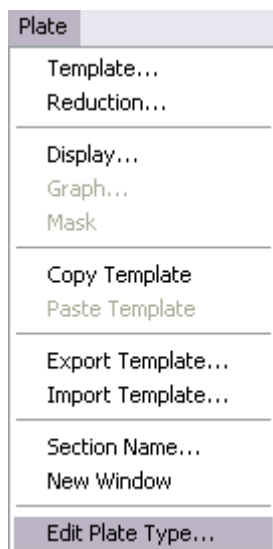 Plate
Template...
Reduction...
Display...
Graph...
Mask
Copy Template
Paste Template
Export Template...
Import Template...
Section Name...
New Window
Edit Plate Type...